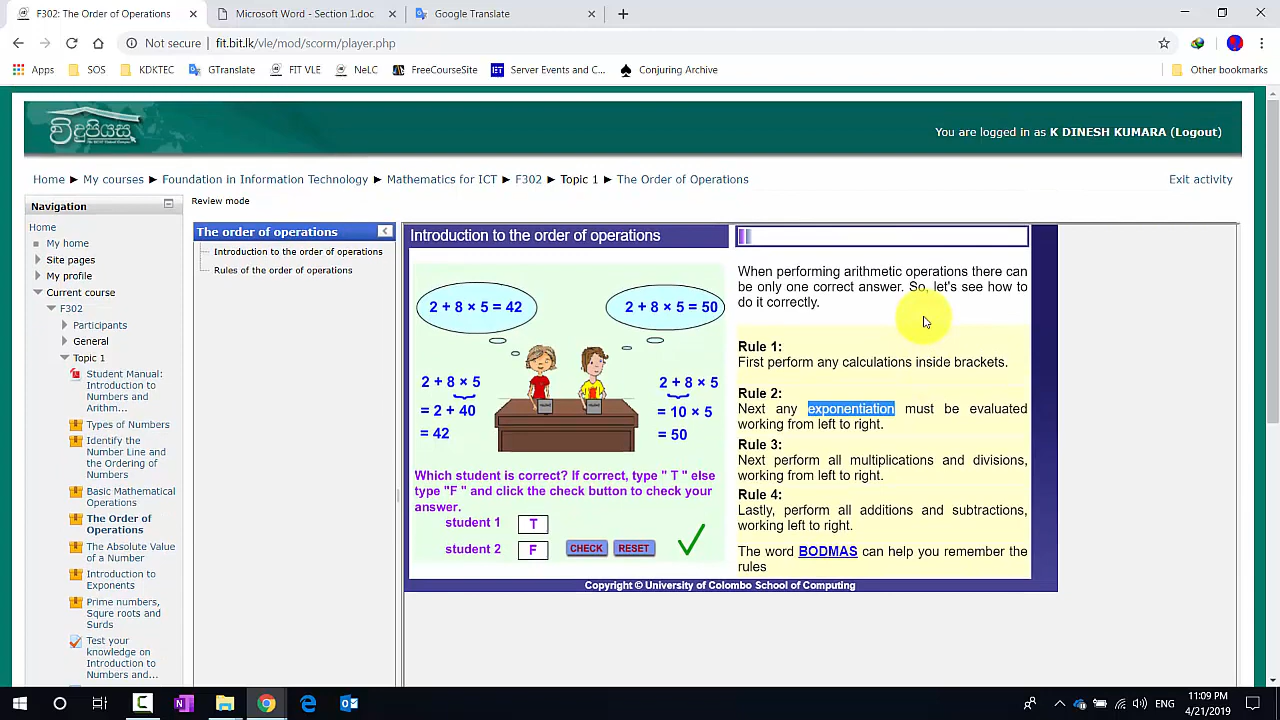 F302: The Order of Operations
Microsoft Word - Section 1.doc
Google Translate
Not secure
fit.bit.lk/vle/mod/scorm/player.php
Apps
SOS
KDKTEC
GTranslate
FIT VLE
NeLC
FreeCourseSite
Server Events and C...
Conjuring Archive
Other bookmarks
විදුපියස
You are logged in as K DINESH KUMARA (Logout)
Home ► My courses ► Foundation in Information Technology ► Mathematics for ICT ► F302 ► Topic 1 ► The Order of Operations
Exit activity
Navigation
Home
My home
Site pages
My profile
Current course
F302
Participants
General
Topic 1
Student Manual:
Introduction to
Numbers and
Arithm...
Types of Numbers
Identify the
Number Line and
the Ordering of
Numbers
Basic Mathematical
Operations
The Order of
Operations
The Absolute Value
of a Number
Introduction to
Exponents
Prime numbers,
Squre roots and
Surds
Test your
knowledge on
Introduction to
Numbers and...
Review mode
The order of operations
Introduction to the order of operations
Rules of the order of operations
Introduction to the order of operations
2 + 8 × 5 = 42
2 + 8 × 5 = 50
2 + 8 × 5
= 2 + 40
= 42
2 + 8 × 5
= 10 × 5
= 50
Which student is correct? If correct, type " T " else
type "F " and click the check button to check your
answer.
student 1 T
student 2 F CHECK RESET
When performing arithmetic operations there can
be only one correct answer. So, let's see how to
do it correctly.
Rule 1:
First perform any calculations inside brackets.
Rule 2:
Next any exponentiation must be evaluated
working from left to right.
Rule 3:
Next perform all multiplications and divisions,
working from left to right.
Rule 4:
Lastly, perform all additions and subtractions,
working left to right.
The word BODMAS can help you remember the
rules
Copyright © University of Colombo School of Computing
ENG
11:09 PM
4/21/2019